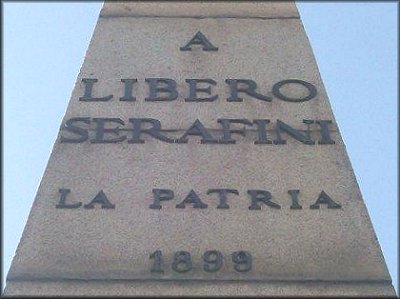 A
LIBERO
SERAFINI
LA PATRIA
1899